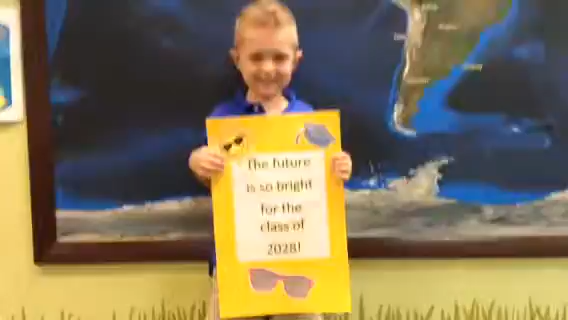 The future
is so bright
for the
class of
2028!